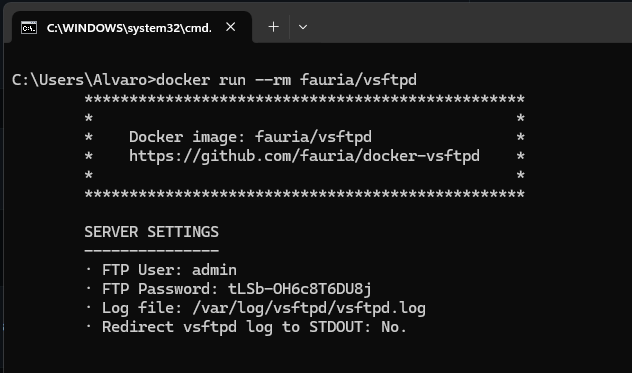 C:\WINDOWS\system32\cmd.
C:\Users\Alvaro>docker run --rm fauria/vsftpd
*************************************************
*                                               *
*    Docker image: fauria/vsftpd                *
*    https://github.com/fauria/docker-vsftpd    *
*                                               *
*************************************************
SERVER SETTINGS
---------------
· FTP User: admin
· FTP Password: tLSb-OH6c8T6DU8j
· Log file: /var/log/vsftpd/vsftpd.log
· Redirect vsftpd log to STDOUT: No.